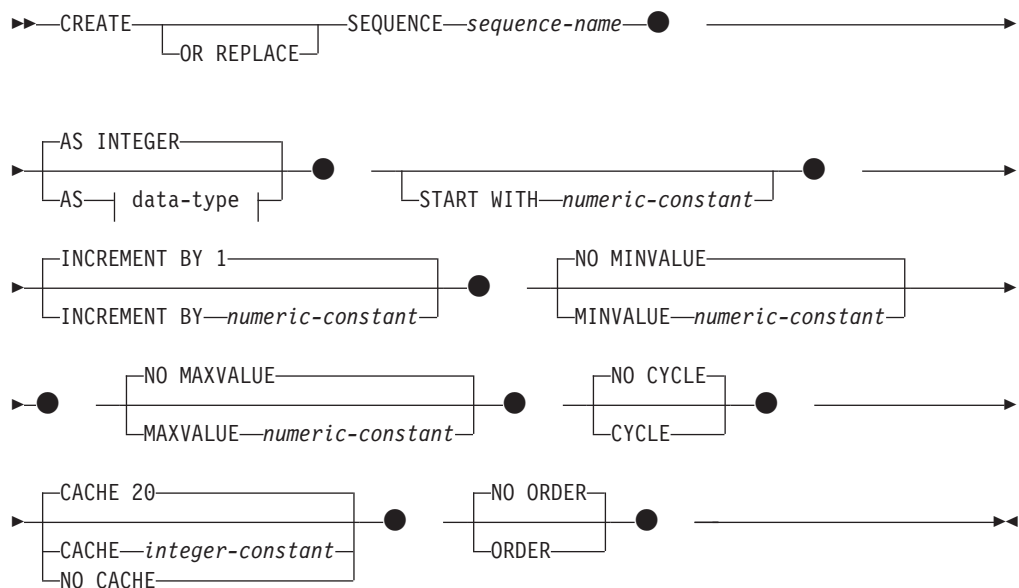 CREATE SEQUENCE sequence-name
OR REPLACE
AS INTEGER
AS data-type
START WITH numeric-constant
INCREMENT BY 1
INCREMENT BY numeric-constant
NO MINVALUE
MINVALUE numeric-constant
NO MAXVALUE
MAXVALUE numeric-constant
NO CYCLE
CYCLE
CACHE 20
CACHE integer-constant
NO CACHE
NO ORDER
ORDER